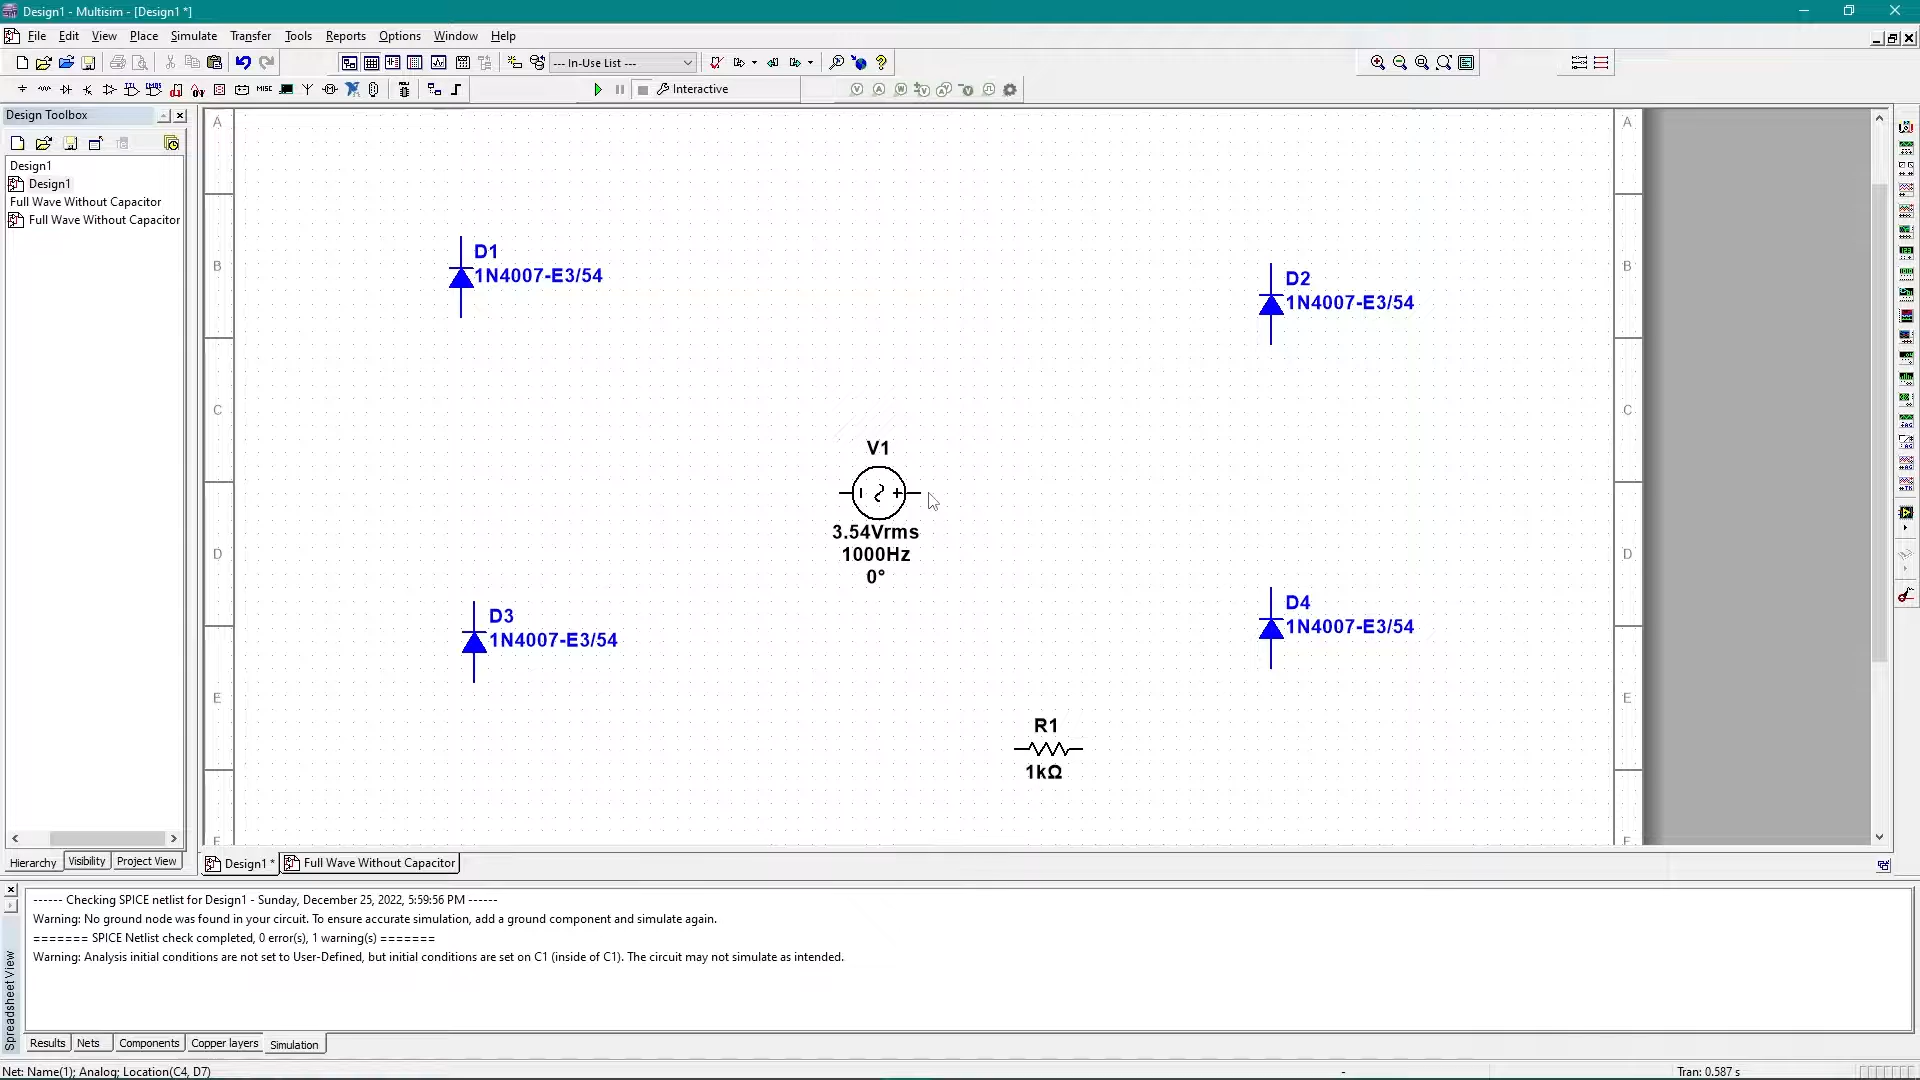 Design1 - Multisim - [Design1 *]
File Edit View Place Simulate Transfer Tools Reports Options Window Help
--- In-Use List ---
Interactive
Design Toolbox
Design1
Design1
Full Wave Without Capacitor
Full Wave Without Capacitor
Hierarchy Visibility Project View
A A
B B
C C
D D
E E
F F
D1
1N4007-E3/54
D2
1N4007-E3/54
V1
3.54Vrms
1000Hz
0°
D3
1N4007-E3/54
D4
1N4007-E3/54
R1
1kΩ
Design1 * Full Wave Without Capacitor
------ Checking SPICE netlist for Design1 - Sunday, December 25, 2022, 5:59:56 PM ------
Warning: No ground node was found in your circuit. To ensure accurate simulation, add a ground component and simulate again.
======= SPICE Netlist check completed, 0 error(s), 1 warning(s) =======
Warning: Analysis initial conditions are not set to User-Defined, but initial conditions are set on C1 (inside of C1). The circuit may not simulate as intended.
Spreadsheet View
Results Nets Components Copper layers Simulation
Net: Name(1); Analog; Location(C4, D7) - Tran: 0.587 s